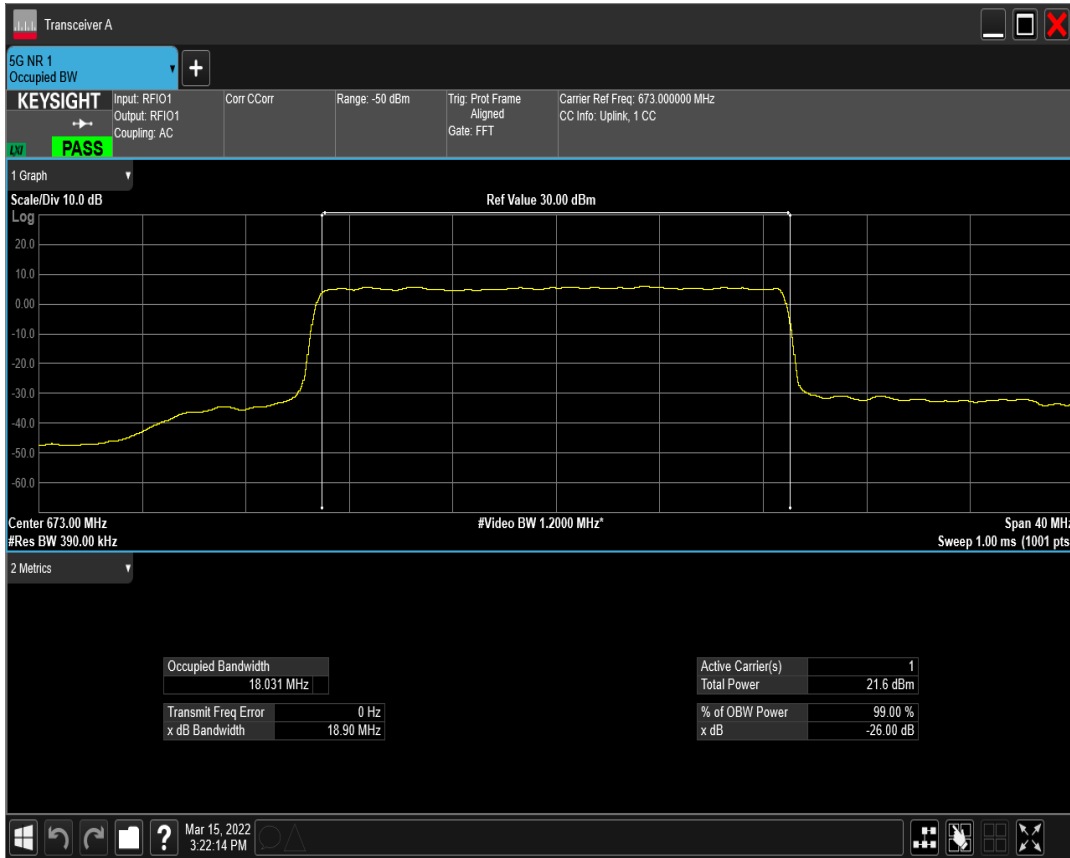 Transceiver A
5G NR 1
Occupied BW
KEYSIGHT
LXI
PASS
Input: RFIO1
Output: RFIO1
Coupling: AC
Corr CCorr
Range: -50 dBm
Trig: Prot Frame
Aligned
Gate: FFT
Carrier Ref Freq: 673.000000 MHz
CC Info: Uplink, 1 CC
1 Graph
Scale/Div 10.0 dB
Ref Value 30.00 dBm
Log
20.0
10.0
0.00
-10.0
-20.0
-30.0
-40.0
-50.0
-60.0
Center 673.00 MHz
#Video BW 1.2000 MHz*
Span 40 MHz
#Res BW 390.00 kHz
Sweep 1.00 ms (1001 pts
2 Metrics
Occupied Bandwidth
18.031 MHz
Transmit Freq Error 0 Hz
x dB Bandwidth 18.90 MHz
Active Carrier(s) 1
Total Power 21.6 dBm
% of OBW Power 99.00 %
x dB -26.00 dB
?
Mar 15, 2022
3:22:14 PM